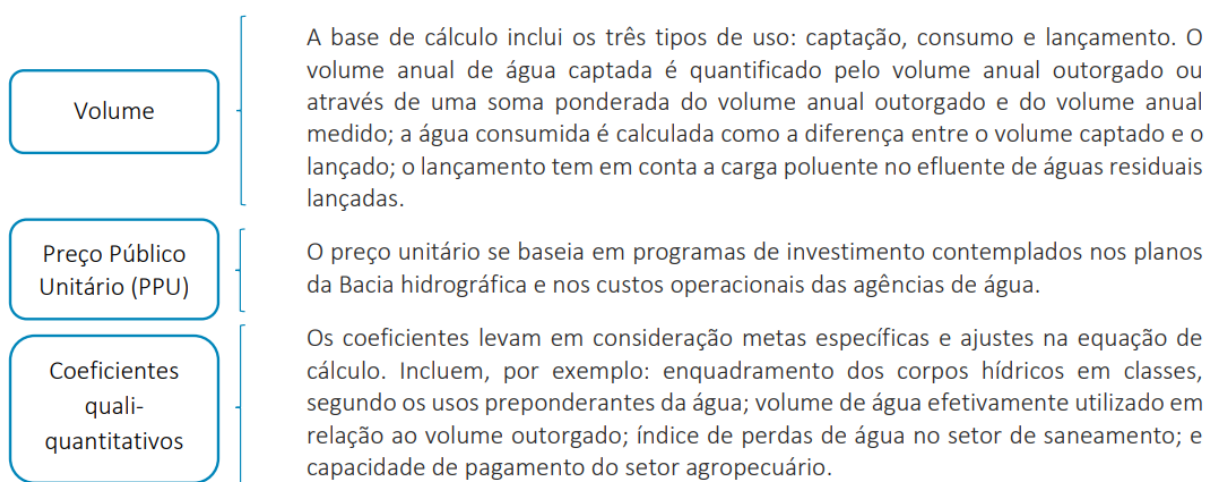 Volume
A base de cálculo inclui os três tipos de uso: captação, consumo e lançamento. O
volume anual de água captada é quantificado pelo volume anual outorgado ou
através de uma soma ponderada do volume anual outorgado e do volume anual
medido; a água consumida é calculada como a diferença entre o volume captado e o
lançado; o lançamento tem em conta a carga poluente no efluente de águas residuais
lançadas.
Preço Público
Unitário (PPU)
O preço unitário se baseia em programas de investimento contemplados nos planos
da Bacia hidrográfica e nos custos operacionais das agências de água.
Coeficientes
quali-
quantitativos
Os coeficientes levam em consideração metas específicas e ajustes na equação de
cálculo. Incluem, por exemplo: enquadramento dos corpos hídricos em classes,
segundo os usos preponderantes da água; volume de água efetivamente utilizado em
relação ao volume outorgado; índice de perdas de água no setor de saneamento; e
capacidade de pagamento do setor agropecuário.